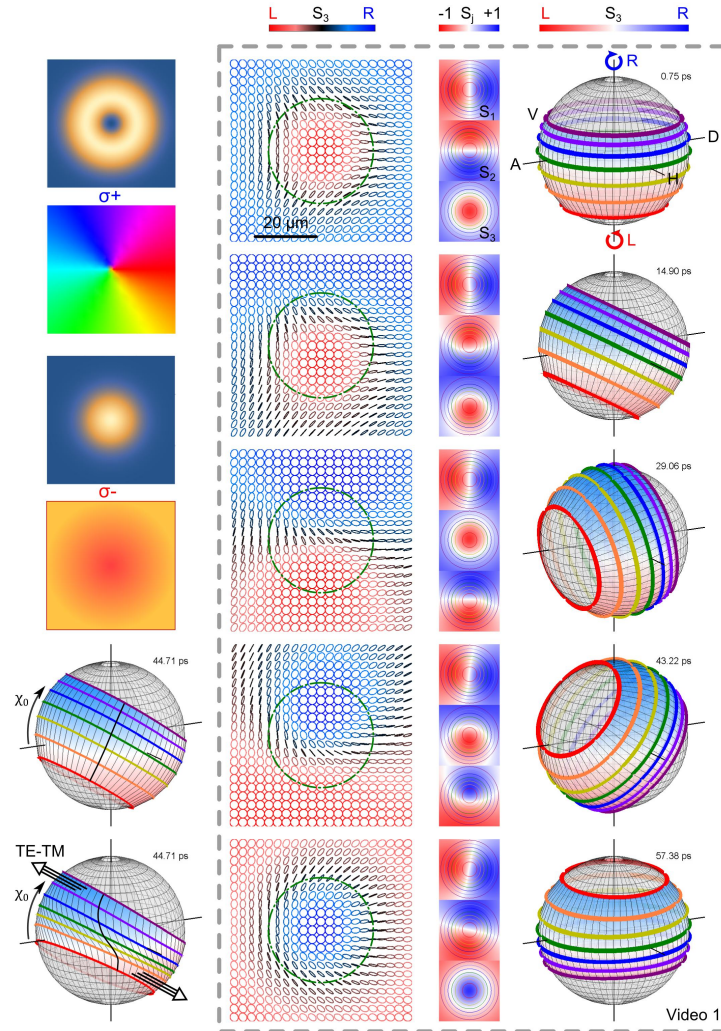 L S₃ R
-1 Sⱼ +1
L S₃ R
R
0.75 ps
V
D
A
H
L
S₁
S₂
S₃
20 μm
σ+
14.90 ps
σ-
29.06 ps
44.71 ps
χ₀
43.22 ps
TE-TM
44.71 ps
χ₀
57.38 ps
Video 1